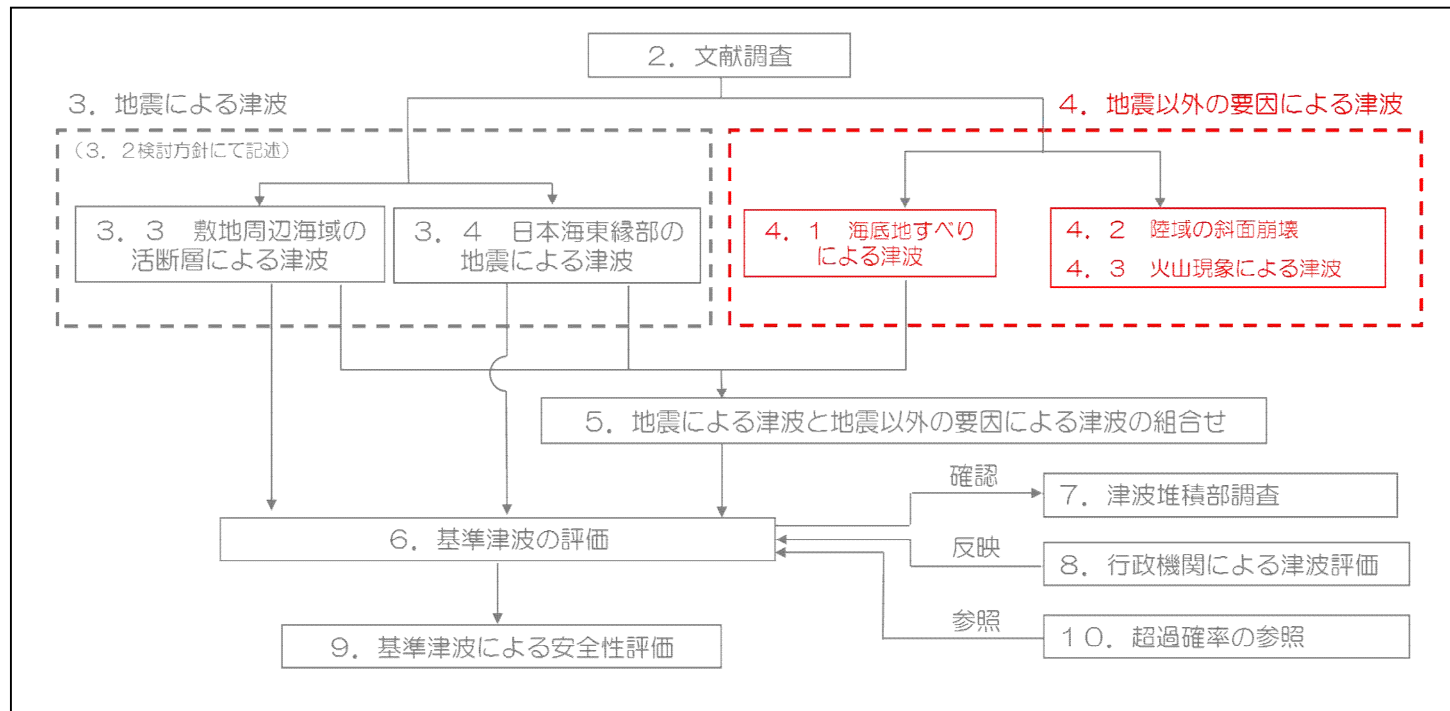 ２．文献調査
３．地震による津波
４．地震以外の要因による津波
（３．２検討方針にて記述）
３．３　敷地周辺海域の
活断層による津波
３．４　日本海東縁部の
地震による津波
４．１　海底地すべり
による津波
４．２　陸域の斜面崩壊
４．３　火山現象による津波
５．地震による津波と地震以外の要因による津波の組合せ
確認
７．津波堆積部調査
６．基準津波の評価
反映
８．行政機関による津波評価
参照
１０．超過確率の参照
９．基準津波による安全性評価